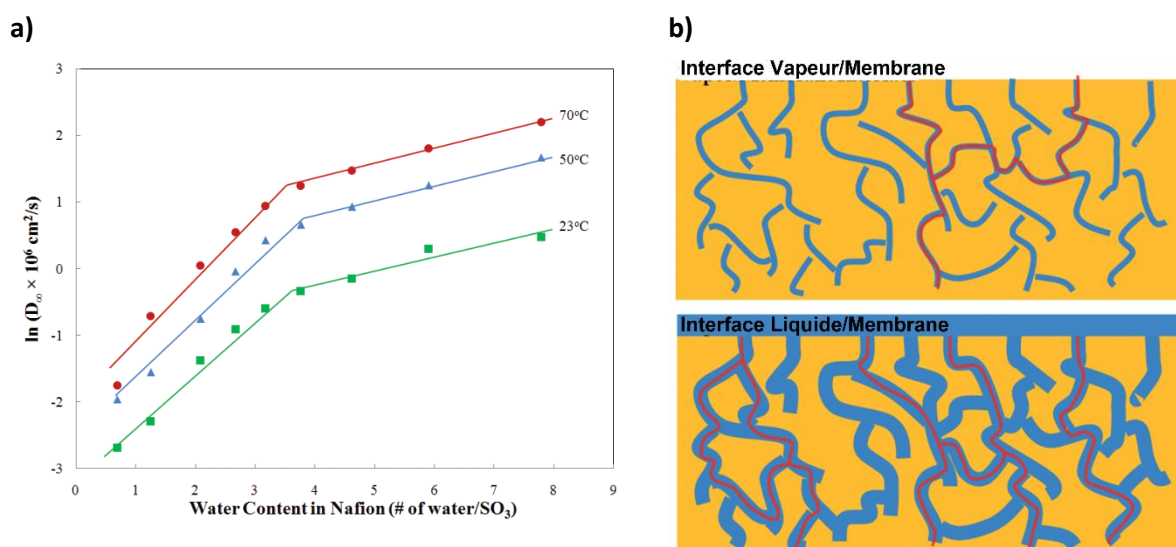 a)
b)
3
2
1
0
-1
-2
-3
ln (D∞ × 10⁶ cm²/s)
70°C
50°C
23°C
0 1 2 3 4 5 6 7 8 9
Water Content in Nafion (# of water/SO₃)
Interface Vapeur/Membrane
Interface Liquide/Membrane